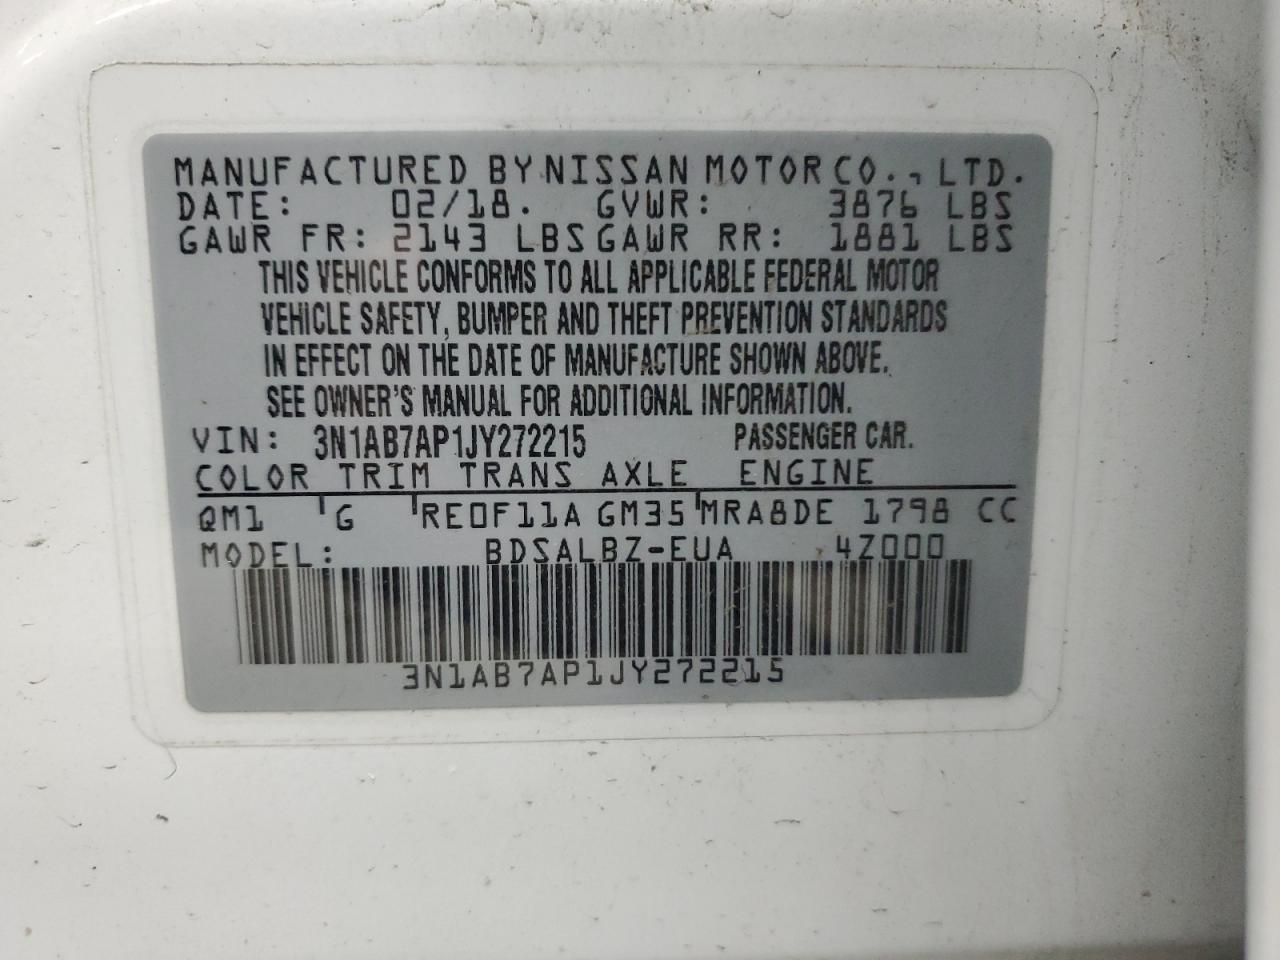 MANUFACTURED BY NISSAN MOTOR CO., LTD.
DATE: 02/18. GVWR: 3876 LBS
GAWR FR: 2143 LBS GAWR RR: 1881 LBS
THIS VEHICLE CONFORMS TO ALL APPLICABLE FEDERAL MOTOR
VEHICLE SAFETY, BUMPER AND THEFT PREVENTION STANDARDS
IN EFFECT ON THE DATE OF MANUFACTURE SHOWN ABOVE.
SEE OWNER'S MANUAL FOR ADDITIONAL INFORMATION.
VIN: 3N1AB7AP1JY272215 PASSENGER CAR.
COLOR TRIM TRANS AXLE ENGINE
QM1 G RE0F11A GM35 MRA8DE 1798 CC
MODEL: BDSALBZ-EUA 4Z000
3N1AB7AP1JY272215